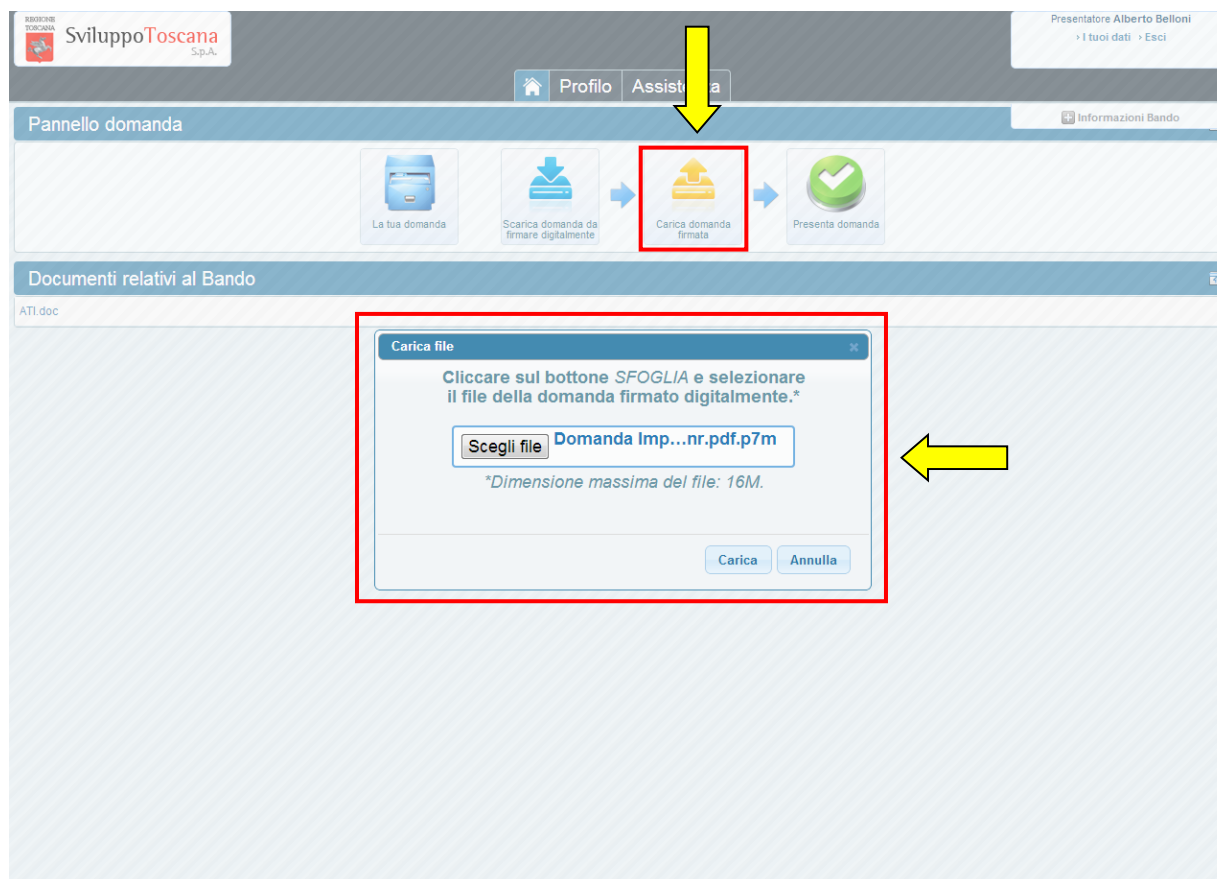 REGIONE
TOSCANA
SviluppoToscana
S.p.A.
Presentatore Alberto Belloni
› I tuoi dati › Esci
Profilo
Informazioni Bando
Pannello domanda
La tua domanda
Scarica domanda da
firmare digitalmente
Carica domanda
firmata
Presenta domanda
Documenti relativi al Bando
ATI.doc
Carica file
Cliccare sul bottone SFOGLIA e selezionare
il file della domanda firmato digitalmente.*
Scegli file Domanda Imp...nr.pdf.p7m
*Dimensione massima del file: 16M.
Carica
Annulla